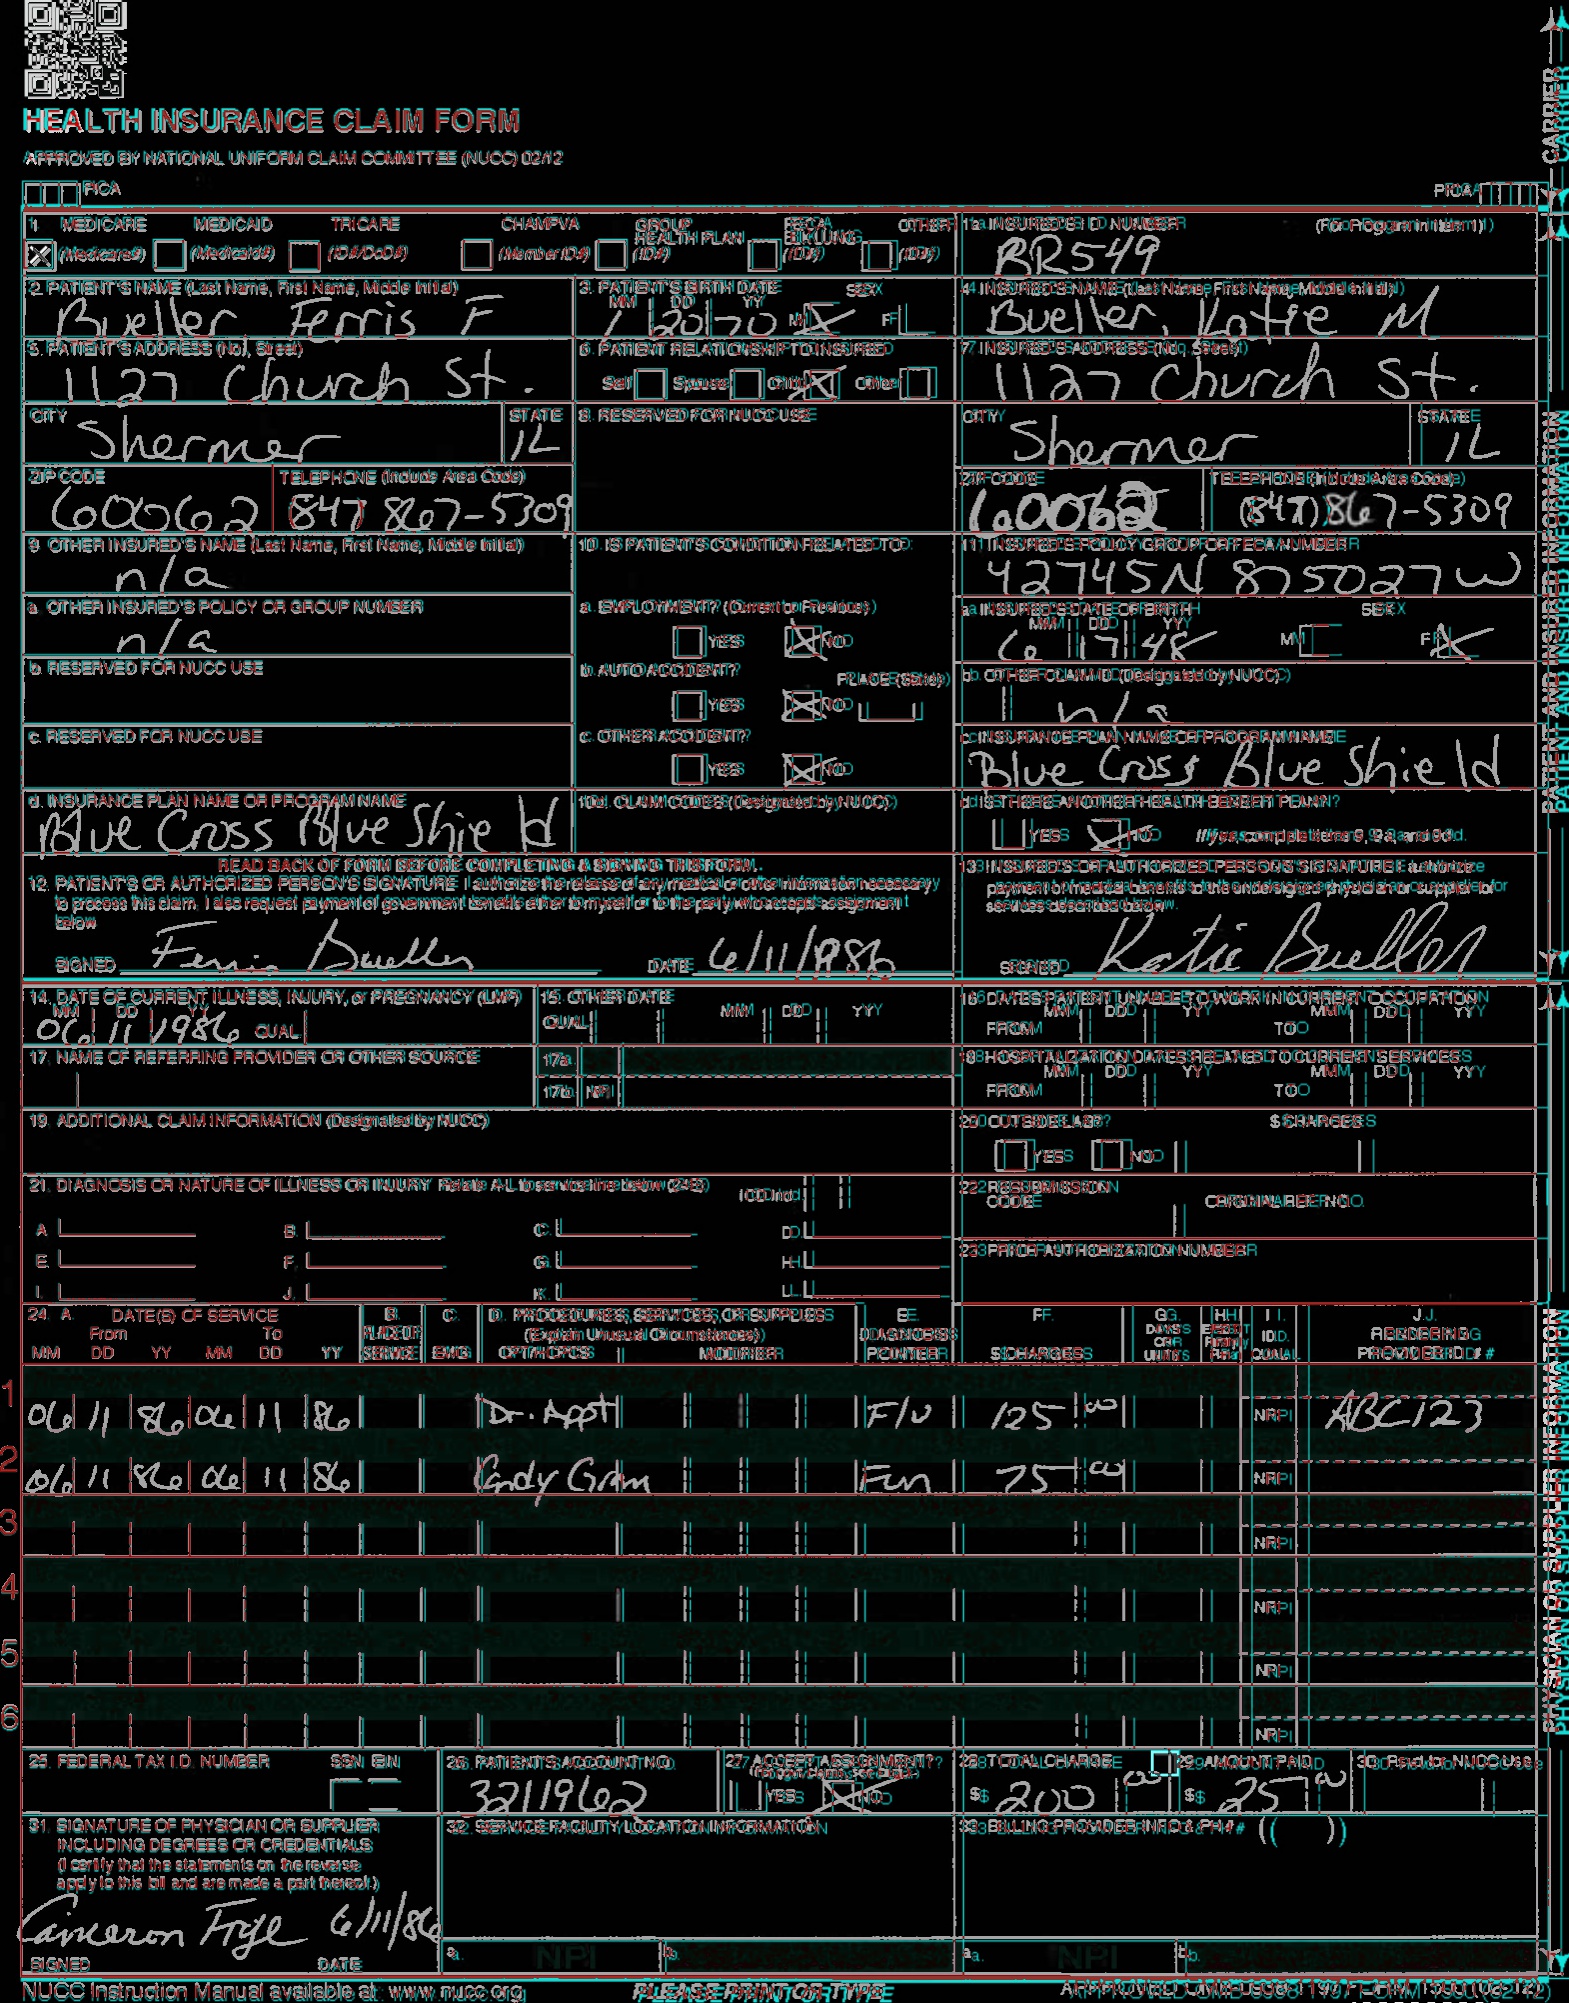 HEALTH INSURANCE CLAIM FORM
APPROVED BY NATIONAL UNIFORM CLAIM COMMITTEE (NUCC) 02/12
PICA PICA
CARRIER
1. MEDICARE MEDICAID TRICARE CHAMPVA GROUP HEALTH PLAN FECA BLK LUNG OTHER 1a. INSURED'S I.D. NUMBER (For Program in Item 1)
(Medicare#) (Medicaid#) (ID#/DoD#) (Member ID#) (ID#) (ID#) (ID#) BR549
2. PATIENT'S NAME (Last Name, First Name, Middle Initial) 3. PATIENT'S BIRTH DATE SEX 4. INSURED'S NAME (Last Name, First Name, Middle Initial)
MM DD YY
Bueller, Ferris F 1 20 70 M X F Bueller, Katie M
5. PATIENT'S ADDRESS (No., Street) 6. PATIENT RELATIONSHIP TO INSURED 7. INSURED'S ADDRESS (No., Street)
1127 Church St. Self Spouse Child X Other 1127 Church St.
CITY STATE 8. RESERVED FOR NUCC USE CITY STATE
Shermer IL Shermer IL
ZIP CODE TELEPHONE (Include Area Code) ZIP CODE TELEPHONE (Include Area Code)
60062 (847) 867-5309 60062 (847) 867-5309
9. OTHER INSURED'S NAME (Last Name, First Name, Middle Initial) 10. IS PATIENT'S CONDITION RELATED TO: 11. INSURED'S POLICY GROUP OR FECA NUMBER
n/a 42745N 875027W
a. OTHER INSURED'S POLICY OR GROUP NUMBER a. EMPLOYMENT? (Current or Previous) a. INSURED'S DATE OF BIRTH SEX
MM DD YY
n/a YES X NO 6 17 48 M F X
b. RESERVED FOR NUCC USE b. AUTO ACCIDENT? PLACE (State) b. OTHER CLAIM ID (Designated by NUCC)
YES X NO n/a
c. RESERVED FOR NUCC USE c. OTHER ACCIDENT? c. INSURANCE PLAN NAME OR PROGRAM NAME
YES X NO Blue Cross Blue Shield
d. INSURANCE PLAN NAME OR PROGRAM NAME 10d. CLAIM CODES (Designated by NUCC) d. IS THERE ANOTHER HEALTH BENEFIT PLAN?
Blue Cross Blue Shield YES X NO If yes, complete items 9, 9a, and 9d.
READ BACK OF FORM BEFORE COMPLETING & SIGNING THIS FORM.
12. PATIENT'S OR AUTHORIZED PERSON'S SIGNATURE I authorize the release of any medical or other information necessary
to process this claim. I also request payment of government benefits either to myself or to the party who accepts assignment
below.
SIGNED Ferris Bueller DATE 6/11/1986
13. INSURED'S OR AUTHORIZED PERSON'S SIGNATURE I authorize
payment of medical benefits to the undersigned physician or supplier for
services described below.
SIGNED Katie Bueller
PATIENT AND INSURED INFORMATION
14. DATE OF CURRENT ILLNESS, INJURY, or PREGNANCY (LMP) 15. OTHER DATE 16. DATES PATIENT UNABLE TO WORK IN CURRENT OCCUPATION
MM DD YY MM DD YY MM DD YY MM DD YY
06 11 1986 QUAL. QUAL. FROM TO
17. NAME OF REFERRING PROVIDER OR OTHER SOURCE 17a. 18. HOSPITALIZATION DATES RELATED TO CURRENT SERVICES
MM DD YY MM DD YY
17b. NPI FROM TO
19. ADDITIONAL CLAIM INFORMATION (Designated by NUCC) 20. OUTSIDE LAB? $ CHARGES
YES NO
21. DIAGNOSIS OR NATURE OF ILLNESS OR INJURY Relate A-L to service line below (24E) ICD Ind. 22. RESUBMISSION CODE ORIGINAL REF. NO.
A. B. C. D.
E. F. G. H. 23. PRIOR AUTHORIZATION NUMBER
I. J. K. L.
24. A. DATE(S) OF SERVICE B. C. D. PROCEDURES, SERVICES, OR SUPPLIES E. F. G. H. I. J.
From To PLACE OF SERVICE (Explain Unusual Circumstances) DIAGNOSIS POINTER DAYS OR UNITS EPSDT Family Plan ID. QUAL. RENDERING PROVIDER ID. #
MM DD YY MM DD YY EMG CPT/HCPCS MODIFIER $ CHARGES
1 06 11 86 06 11 86 Dr. Appt F/U 125 00 NPI ABC123
2 06 11 86 06 11 86 Candy Gram Fun 75 00 NPI
3 NPI
4 NPI
5 NPI
6 NPI
PHYSICIAN OR SUPPLIER INFORMATION
25. FEDERAL TAX I.D. NUMBER SSN EIN 26. PATIENT'S ACCOUNT NO. 27. ACCEPT ASSIGNMENT? 28. TOTAL CHARGE 29. AMOUNT PAID 30. Rsvd for NUCC Use
(For govt. claims, see back)
3211962 YES X NO $ 200 00 $ 25 00
31. SIGNATURE OF PHYSICIAN OR SUPPLIER
INCLUDING DEGREES OR CREDENTIALS
(I certify that the statements on the reverse
apply to this bill and are made a part thereof.)
Cameron Frye 6/11/86
SIGNED DATE
32. SERVICE FACILITY LOCATION INFORMATION
a. NPI b.
33. BILLING PROVIDER INFO & PH # ( )
a. NPI b.
NUCC Instruction Manual available at: www.nucc.org PLEASE PRINT OR TYPE APPROVED OMB-0938-1197 FORM 1500 (02-12)